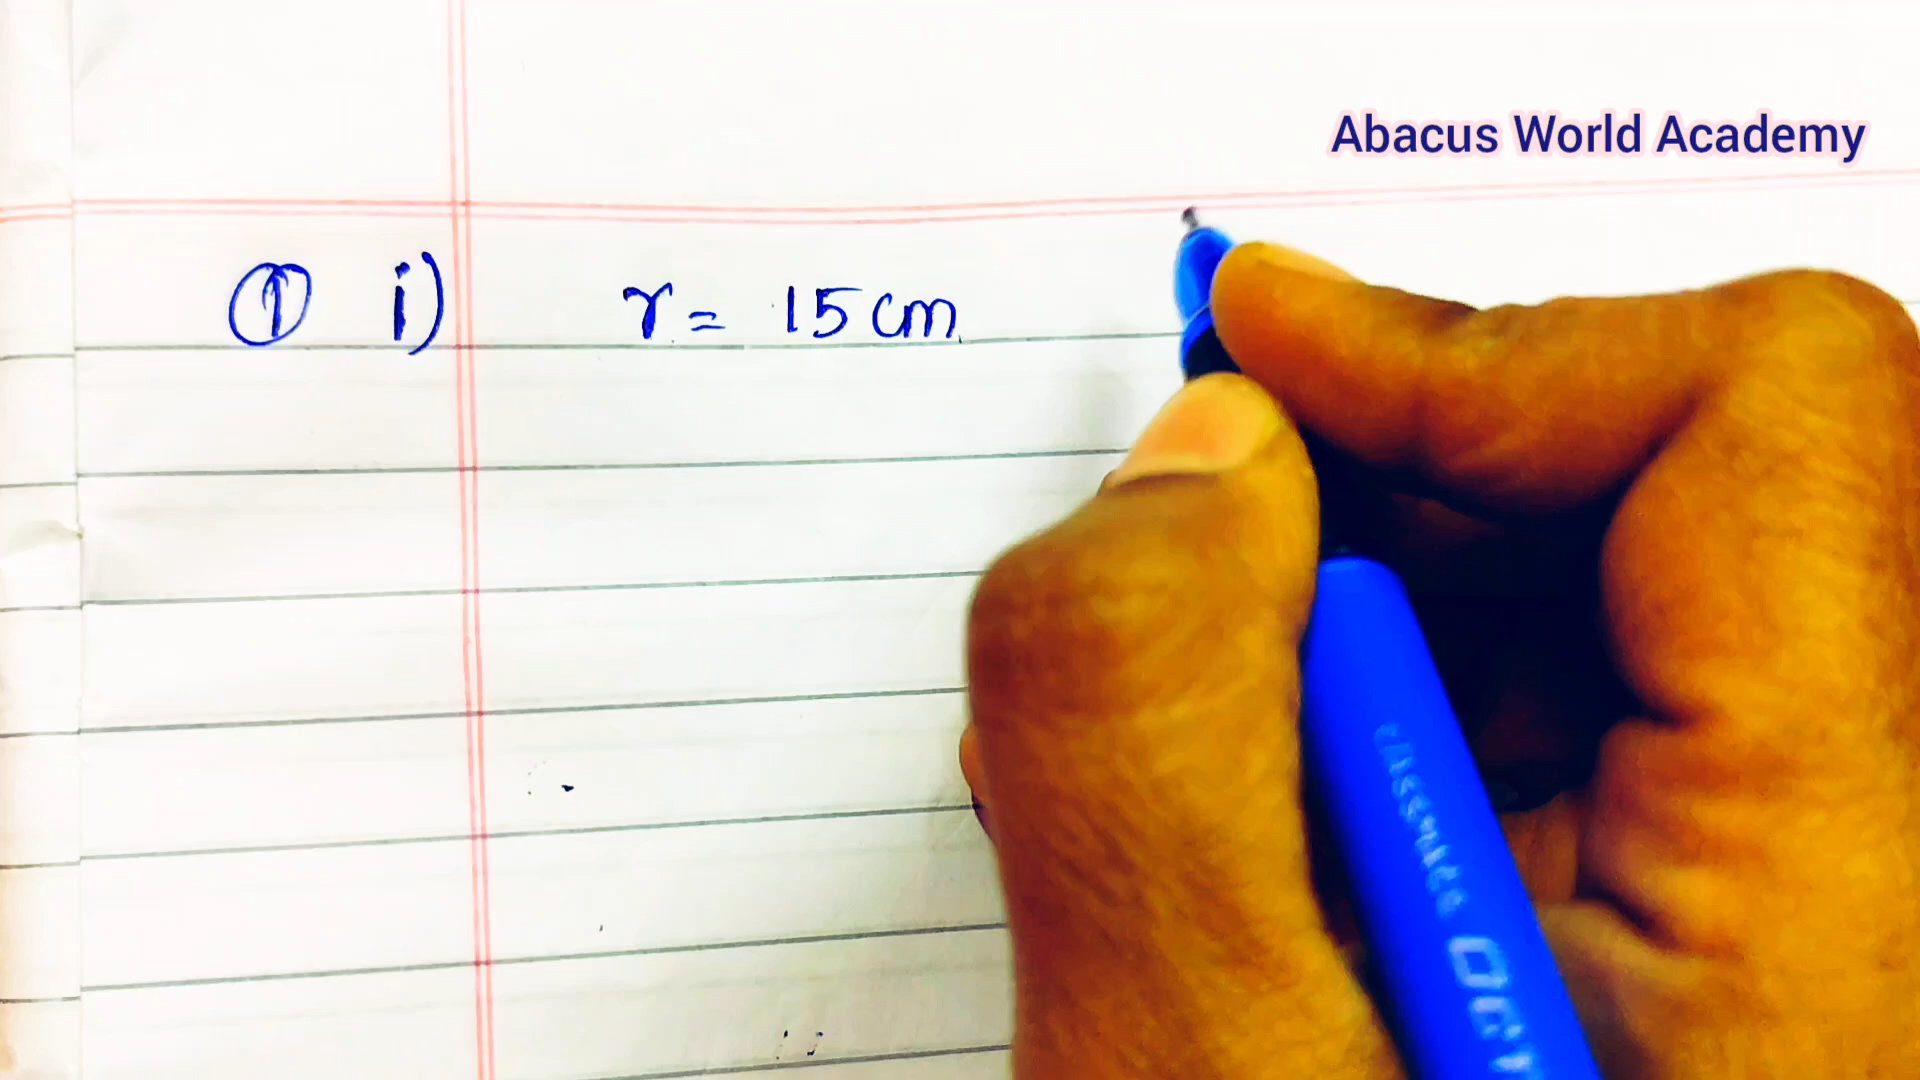 Abacus World Academy
① i) r = 15 cm